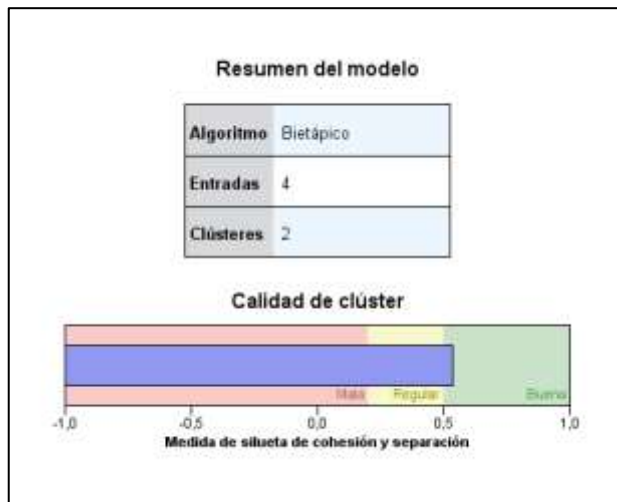 Resumen del modelo
Algoritmo Bietápico
Entradas 4
Clústeres 2
Calidad de clúster
Mala Regular Buena
-1,0 -0,5 0,0 0,5 1,0
Medida de silueta de cohesión y separación